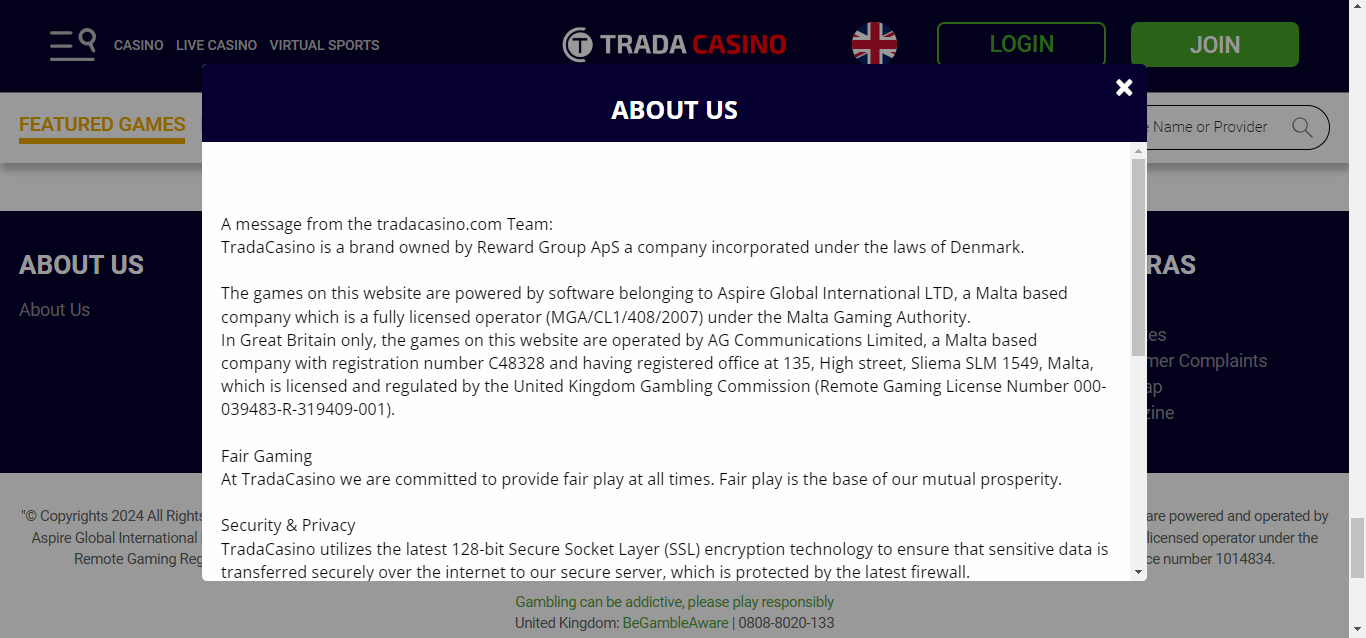 CASINO LIVE CASINO VIRTUAL SPORTS
TRADA CASINO
LOGIN
JOIN
ABOUT US
FEATURED GAMES
Name or Provider
A message from the tradacasino.com Team:
TradaCasino is a brand owned by Reward Group ApS a company incorporated under the laws of Denmark.
The games on this website are powered by software belonging to Aspire Global International LTD, a Malta based
company which is a fully licensed operator (MGA/CL1/408/2007) under the Malta Gaming Authority.
In Great Britain only, the games on this website are operated by AG Communications Limited, a Malta based
company with registration number C48328 and having registered office at 135, High street, Sliema SLM 1549, Malta,
which is licensed and regulated by the United Kingdom Gambling Commission (Remote Gaming License Number 000-
039483-R-319409-001).
Fair Gaming
At TradaCasino we are committed to provide fair play at all times. Fair play is the base of our mutual prosperity.
Security & Privacy
TradaCasino utilizes the latest 128-bit Secure Socket Layer (SSL) encryption technology to ensure that sensitive data is
transferred securely over the internet to our secure server, which is protected by the latest firewall.
ABOUT US
About Us
RAS
es
mer Complaints
ap
zine
"© Copyrights 2024 All Rights
Aspire Global International
Remote Gaming Reg
are powered and operated by
licensed operator under the
ce number 1014834.
Gambling can be addictive, please play responsibly
United Kingdom: BeGambleAware | 0808-8020-133